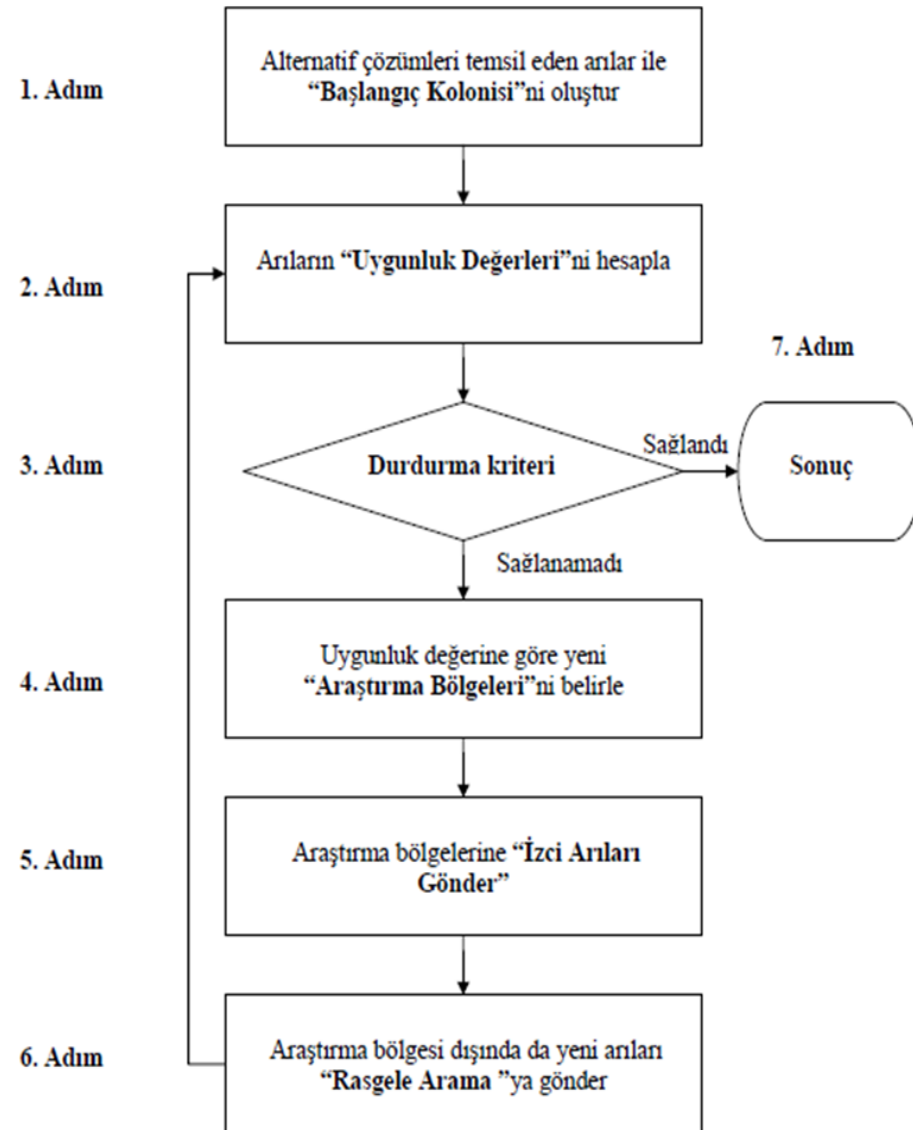 1. Adım
Alternatif çözümleri temsil eden arılar ile
“Başlangıç Kolonisi”ni oluştur
2. Adım
Arıların “Uygunluk Değerleri”ni hesapla
7. Adım
3. Adım
Durdurma kriteri
Sağlandı
Sonuç
Sağlanamadı
4. Adım
Uygunluk değerine göre yeni
“Araştırma Bölgeleri”ni belirle
5. Adım
Araştırma bölgelerine “İzci Arıları
Gönder”
6. Adım
Araştırma bölgesi dışında da yeni arıları
“Rasgele Arama ”ya gönder